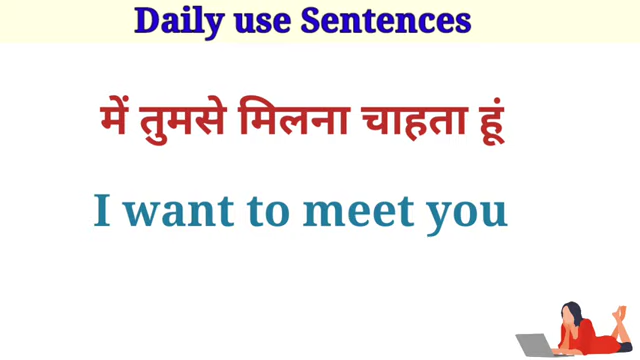 Daily use Sentences
में तुमसे मिलना चाहता हूं
I want to meet you